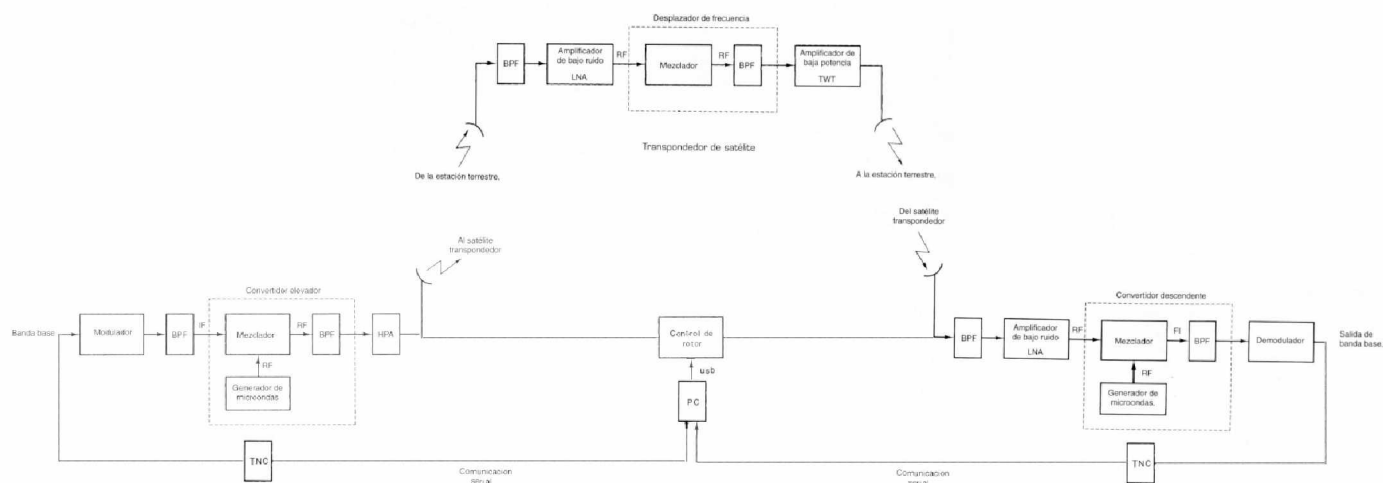 Desplazador de frecuencia
BPF
Amplificador
de bajo ruido
LNA
RF
Mezclador
RF
BPF
Amplificador de
baja potencia
TWT
Transpondedor de satélite
De la estación terrestre.
A la estación terrestre.
Del satélite
transpondedor
Al satélite
transpondedor
Convertidor elevador
Banda base
Modulador
BPF
IF
Mezclador
RF
BPF
HPA
RF
Generador de
microondas
Control de
rotor
usb
PC
Convertidor descendente
BPF
Amplificador
de bajo ruido
LNA
RF
Mezclador
FI
BPF
Demodulador
Salida de
banda base.
RF
Generador de
microondas.
TNC
Comunicacion
TNC
Comunicacion